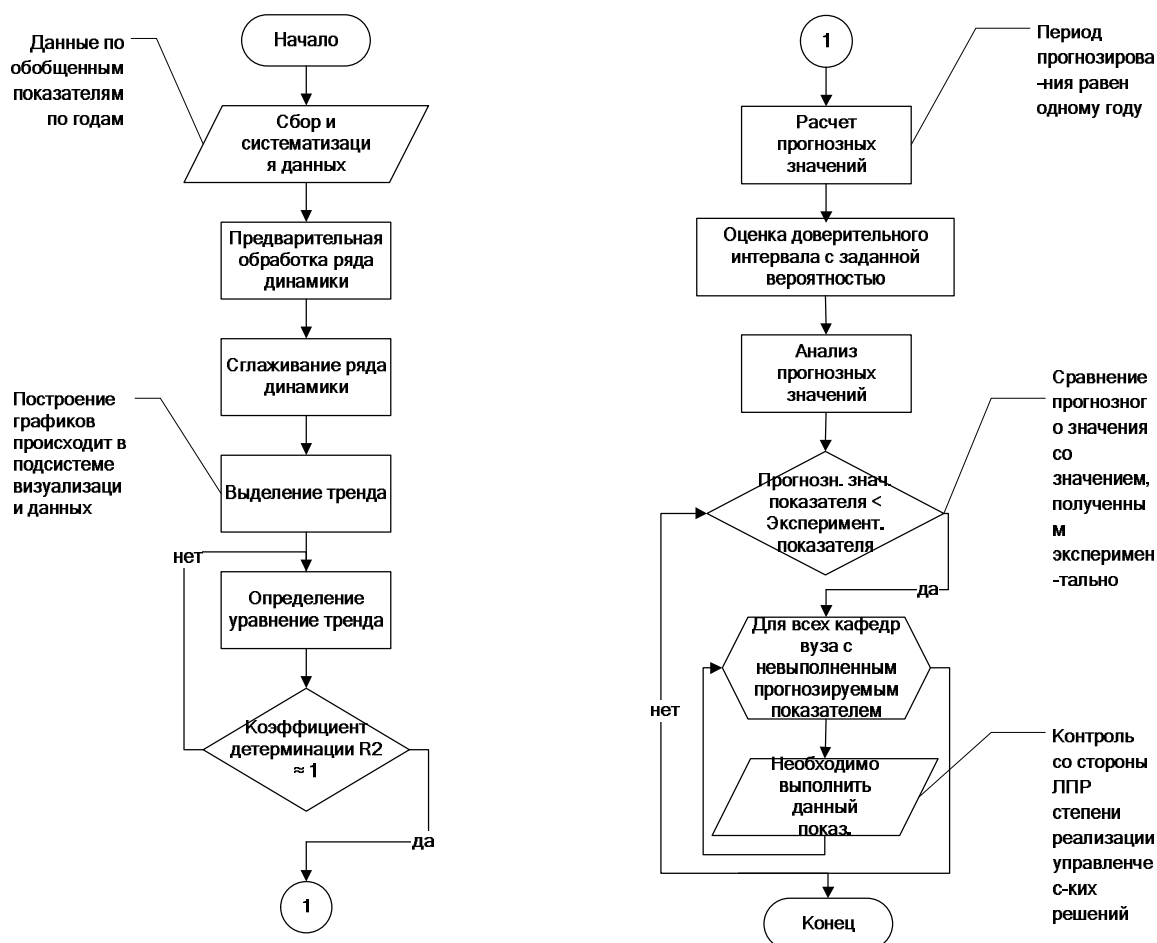 Начало
Данные по
обобщенным
показателям
по годам
Сбор и
систематизаци
я данных
Предварительная
обработка ряда
динамики
Сглаживание ряда
динамики
Построение
графиков
происходит в
подсистеме
визуализаци
и данных
Выделение тренда
нет
Определение
уравнение тренда
Коэффициент
детерминации R2
≈ 1
да
1
1
Период
прогнозирова
-ния равен
одному году
Расчет
прогнозных
значений
Оценка доверительного
интервала с заданной
вероятностью
Анализ
прогнозных
значений
Сравнение
прогнозног
о значения
со
значением,
полученны
м
эксперимен
-тально
Прогнозн. знач.
показателя <
Эксперимент.
показателя
да
Для всех кафедр
вуза с
невыполненным
прогнозируемым
показателем
нет
Необходимо
выполнить
данный
показ.
Контроль
со стороны
ЛПР
степени
реализации
управленче
с-ких
решений
Конец